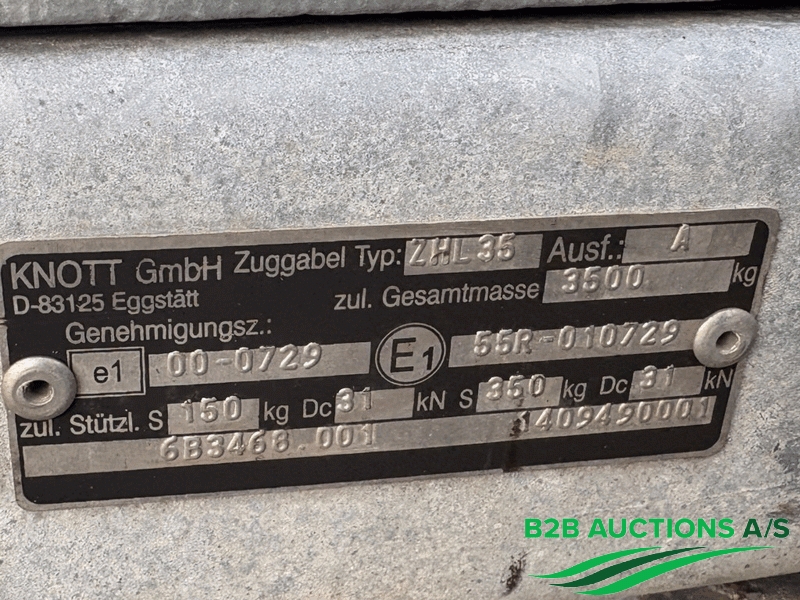 KNOTT GmbH Zuggabel Typ: ZHL 35 Ausf.: A
D-83125 Eggstätt zul. Gesamtmasse 3500 kg
Genehmigungsz.:
e1 00-0729 E1 55R-010729
zul. Stützl. S 150 kg Dc 31 kN S 350 kg Dc 31 kN
6B3468.001 1409490001
B2B AUCTIONS A/S